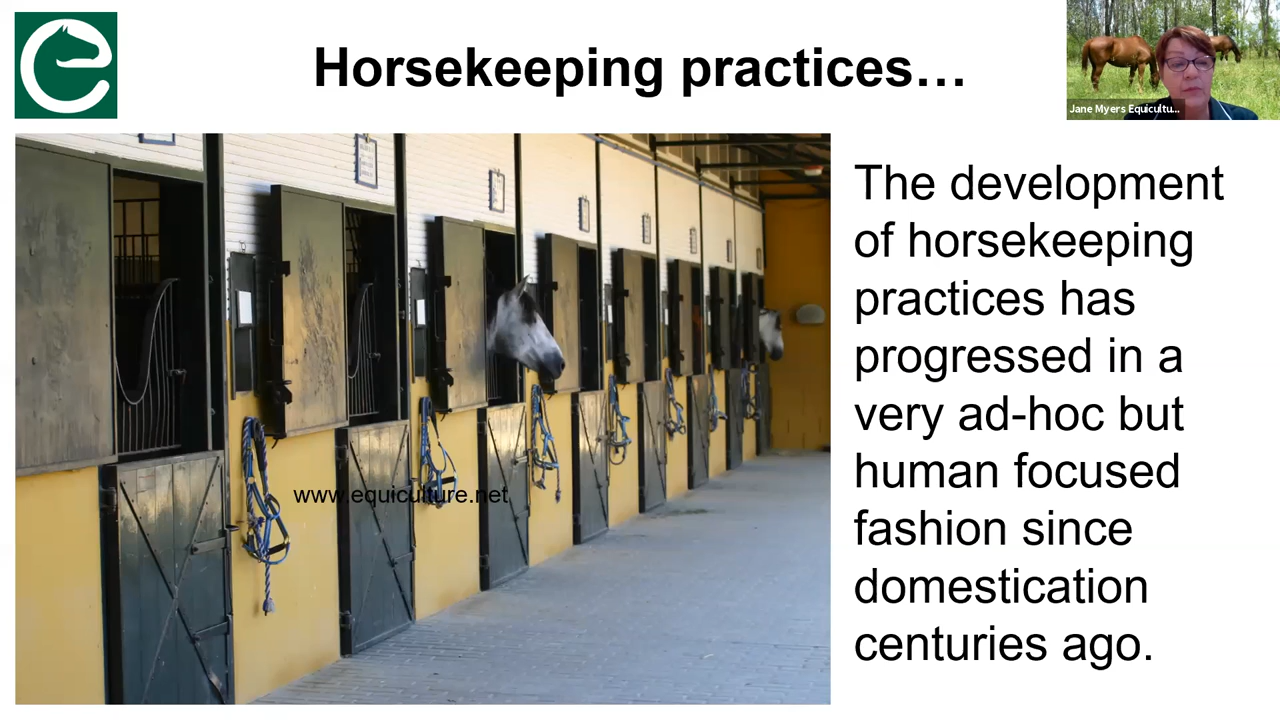 Horsekeeping practices…
Jane Myers Equicultu...
The development
of horsekeeping
practices has
progressed in a
very ad-hoc but
human focused
fashion since
domestication
centuries ago.
www.equiculture.net